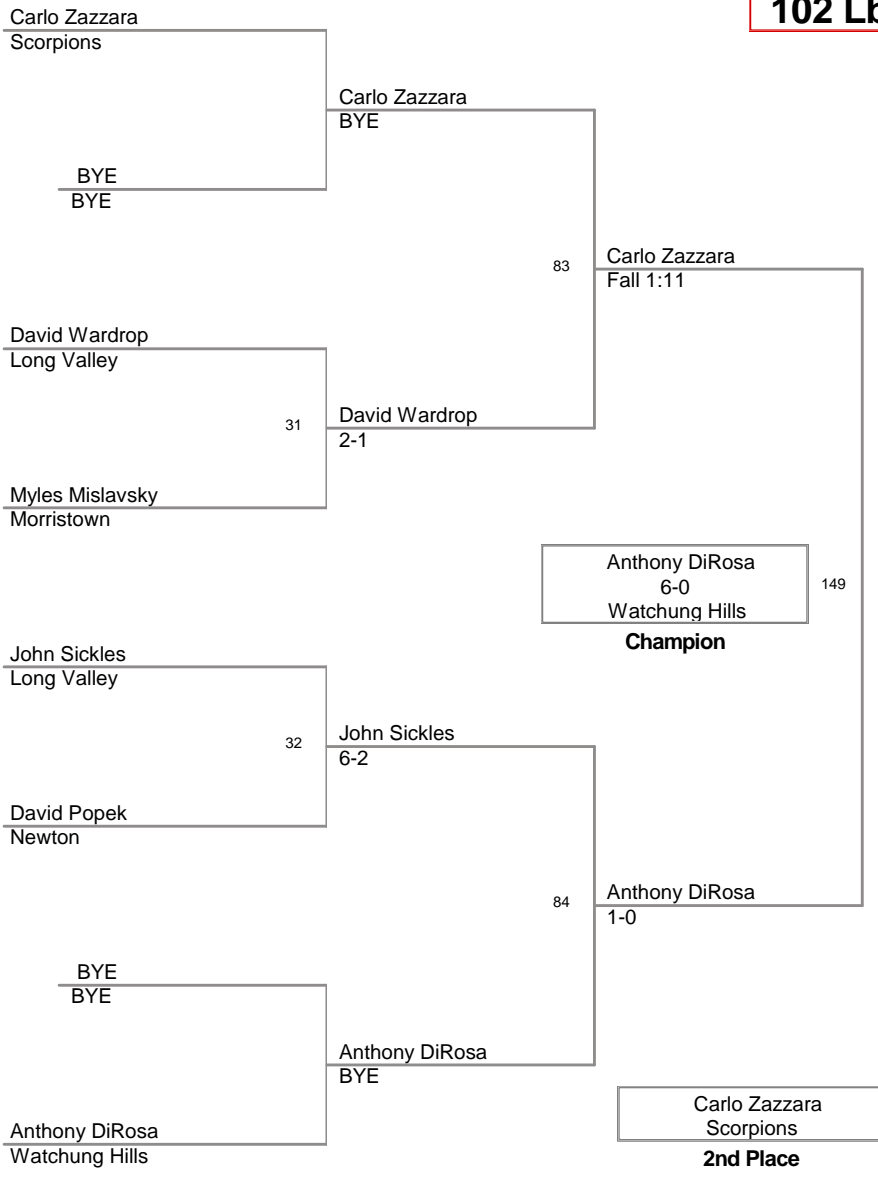 102 Lb
Carlo Zazzara
Scorpions
Carlo Zazzara
BYE
BYE
BYE
83
Carlo Zazzara
Fall 1:11
David Wardrop
Long Valley
31
David Wardrop
2-1
Myles Mislavsky
Morristown
Anthony DiRosa
6-0
Watchung Hills
149
Champion
John Sickles
Long Valley
32
John Sickles
6-2
David Popek
Newton
84
Anthony DiRosa
1-0
BYE
BYE
Anthony DiRosa
BYE
Carlo Zazzara
Scorpions
2nd Place
Anthony DiRosa
Watchung Hills